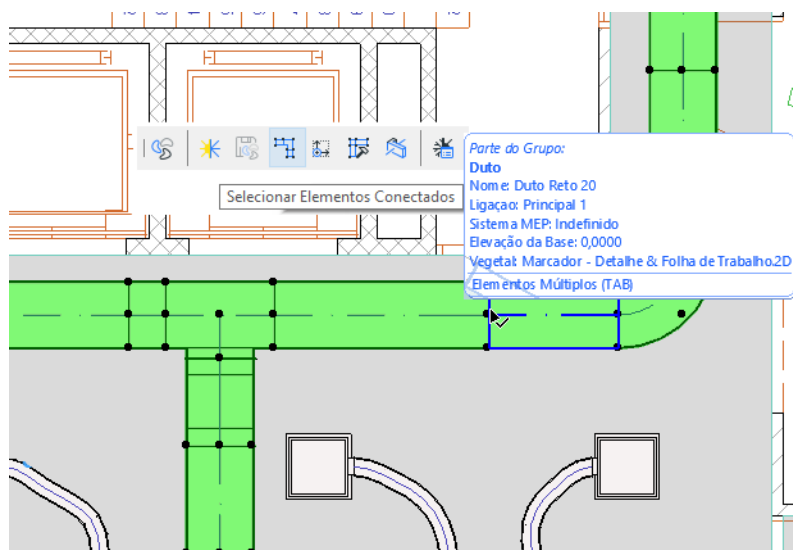 Parte do Grupo:
Duto
Nome: Duto Reto 20
Ligaçao: Principal 1
Selecionar Elementos Conectados
Sistema MEP: Indefinido
Elevação da Base: 0,0000
Vegetal: Marcador - Detalhe & Folha de Trabalho.2D
Elementos Múltiplos (TAB)